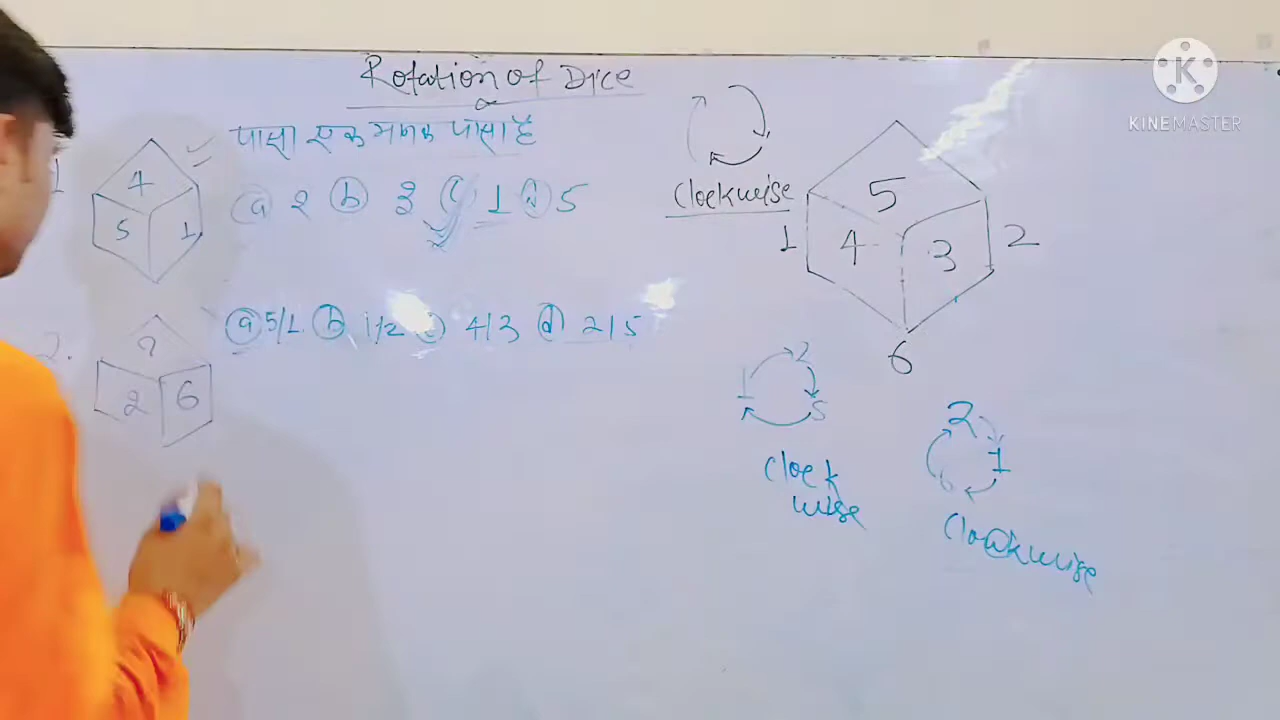 Rotation of Dice
पासा एक मानक पासा है
1
4
5 1
(a) 2 (b) 3 (c) 1 (d) 5
2.
?
2 6
(a) 5/1 (b) 1/2 (c) 4/3 (d) 2/5
Clockwise
5
1 4 3 2
6
1 2 5
Clock
wise
2 1 6
Clockwise
KINEMASTER